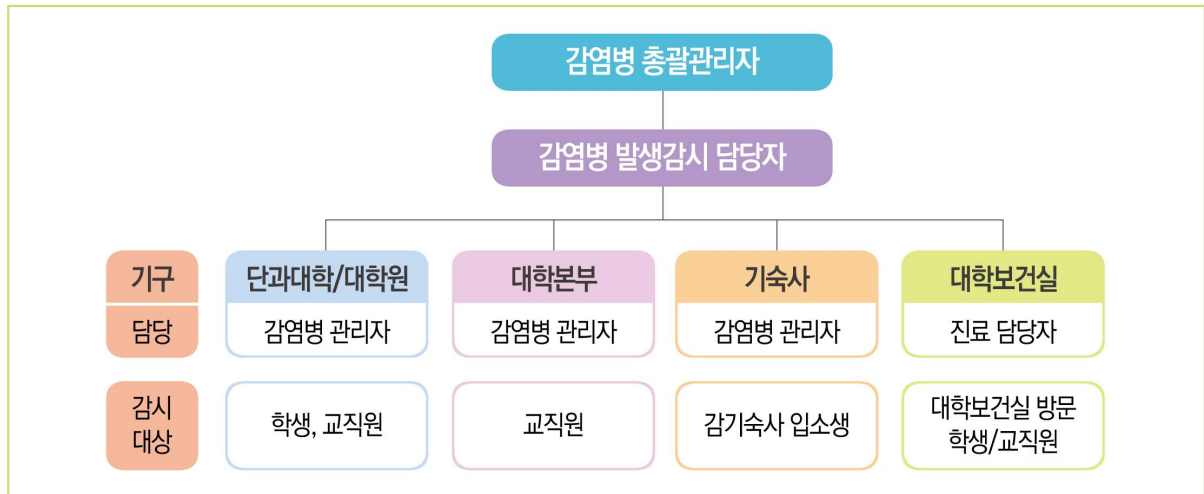 감염병 총괄관리자
감염병 발생감시 담당자
기구
단과대학/대학원
대학본부
기숙사
대학보건실
담당
감염병 관리자
감염병 관리자
감염병 관리자
진료 담당자
감시
대상
학생, 교직원
교직원
감기숙사 입소생
대학보건실 방문
학생/교직원